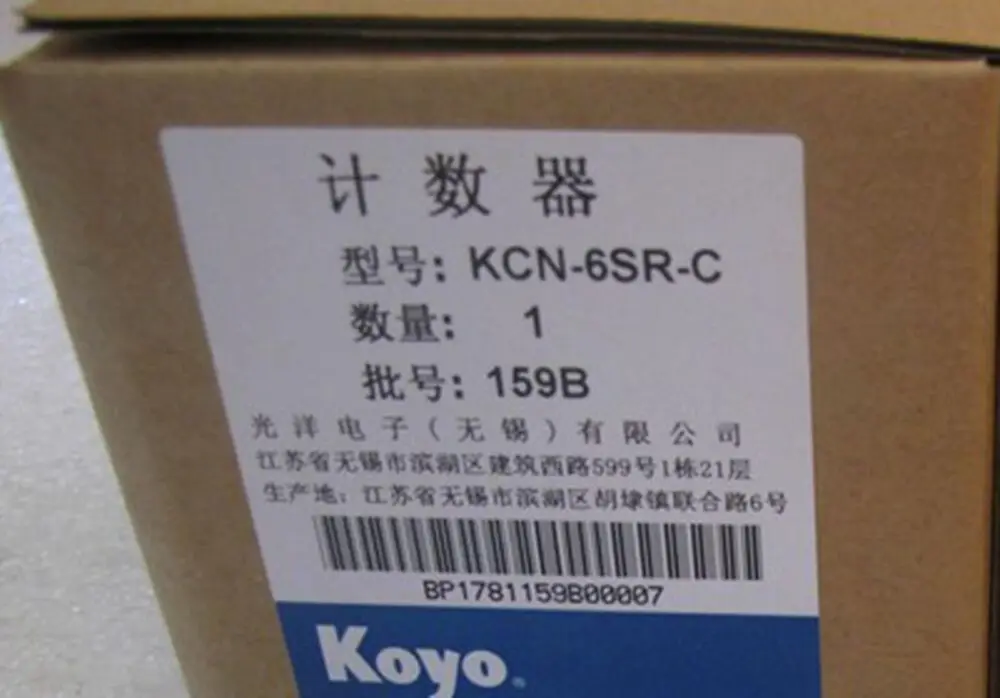 计数器
型号: KCN-6SR-C
数量: 1
批号: 159B
光洋电子(无锡)有限公司
江苏省无锡市滨湖区建筑西路599号1栋21层
生产地: 江苏省无锡市滨湖区胡埭镇联合路6号
BP1781159B00007
Koyo